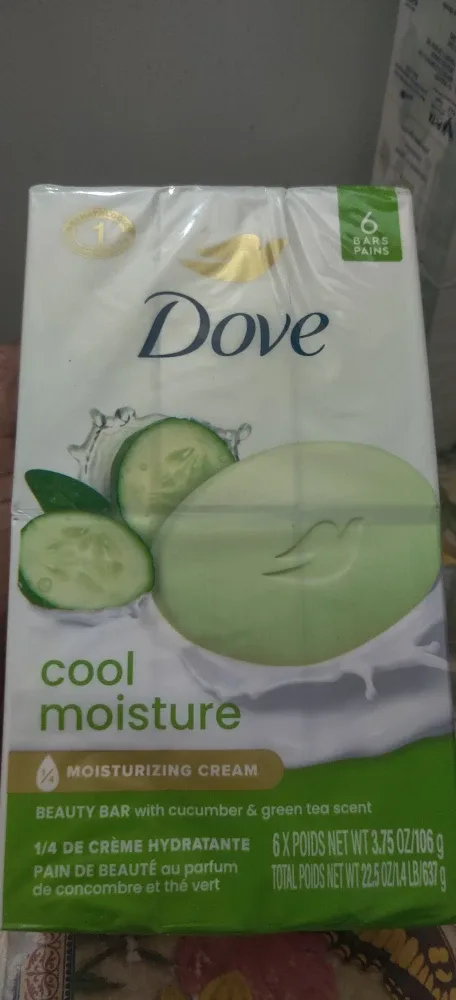 1
6
BARS
PAINS
Dove
cool
moisture
1/4 MOISTURIZING CREAM
BEAUTY BAR with cucumber & green tea scent
1/4 DE CRÈME HYDRATANTE
PAIN DE BEAUTÉ au parfum
de concombre et thé vert
6 X POIDS NET WT 3.75 OZ/106 g
TOTAL POIDS NET WT 22.5 OZ/1.4 LB/637 g